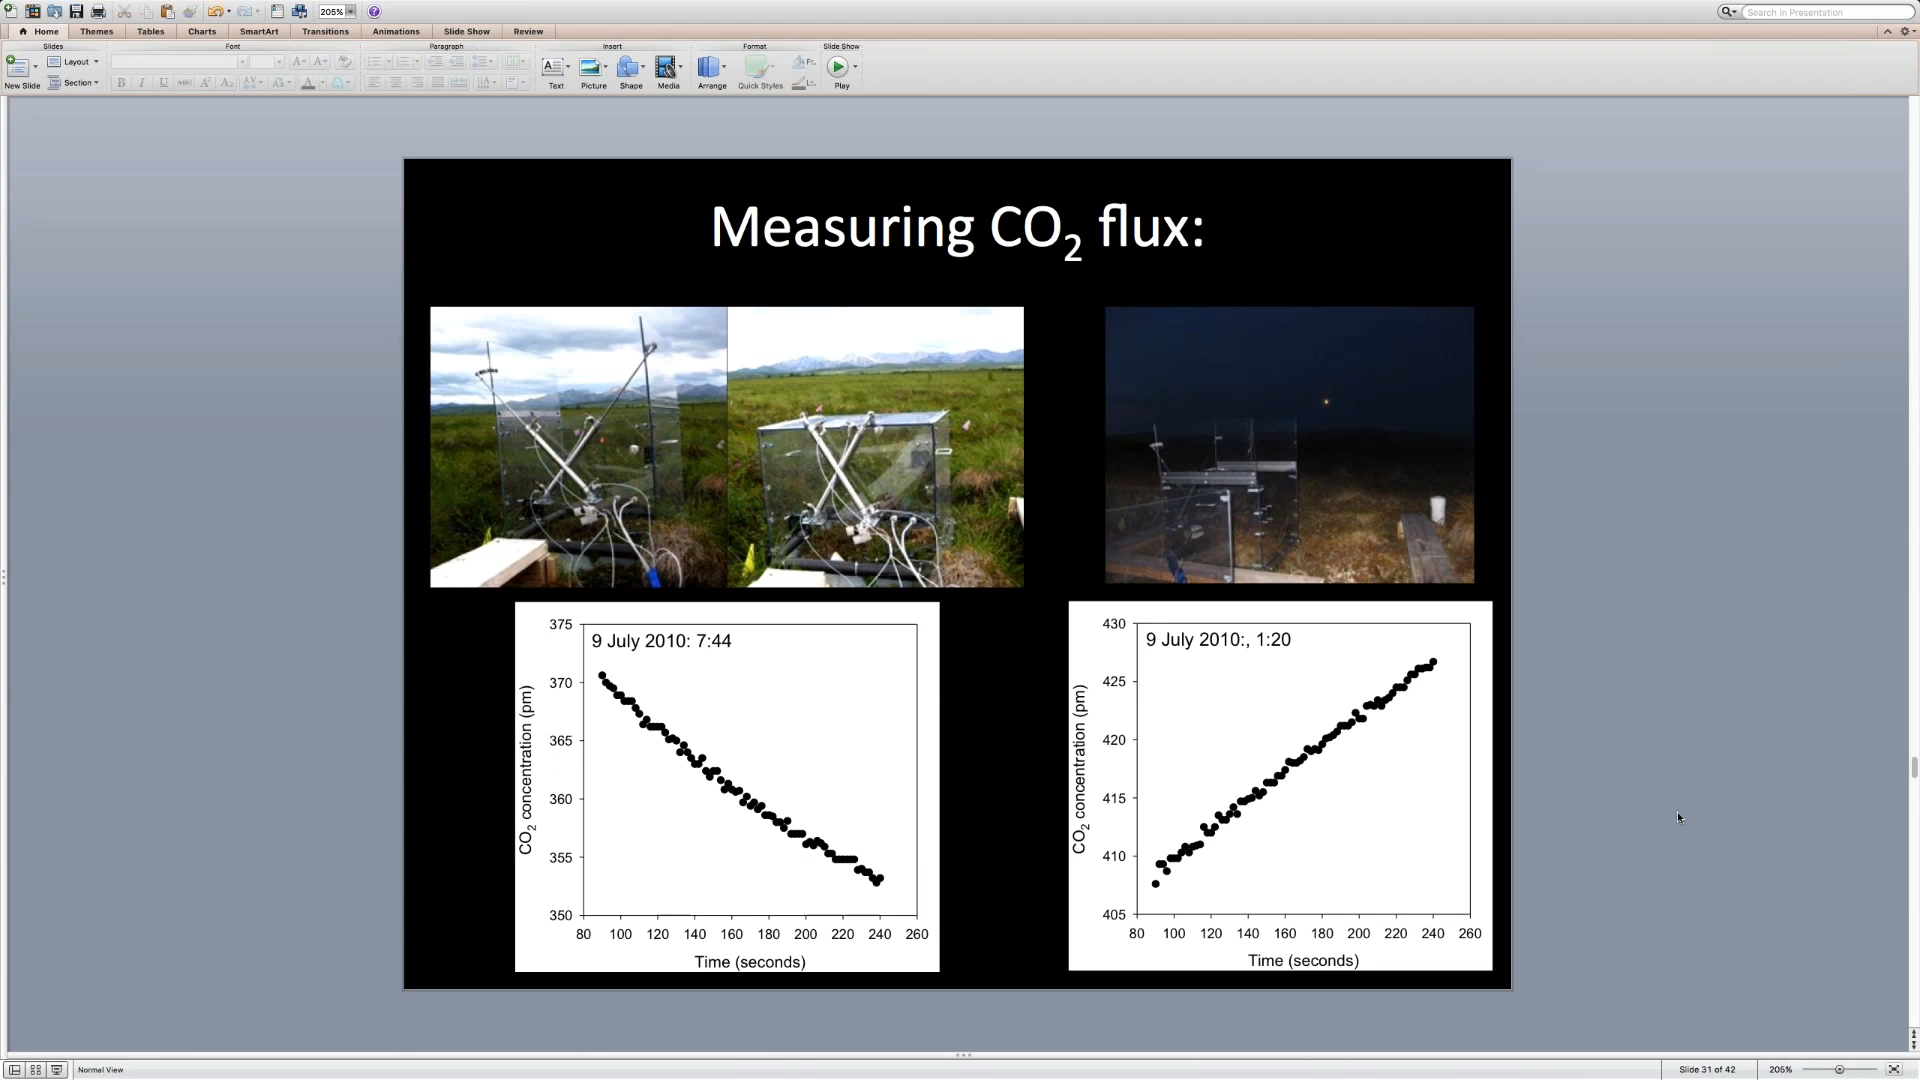 205%
Search in Presentation
Home Themes Tables Charts SmartArt Transitions Animations Slide Show Review
Slides Font Paragraph Insert Format Slide Show
Layout
Section
New Slide
Text Picture Shape Media Arrange Quick Styles Play
Measuring CO2 flux:
9 July 2010: 7:44
CO2 concentration (pm)
375
370
365
360
355
350
80 100 120 140 160 180 200 220 240 260
Time (seconds)
9 July 2010:, 1:20
CO2 concentration (pm)
430
425
420
415
410
405
80 100 120 140 160 180 200 220 240 260
Time (seconds)
Normal View
Slide 31 of 42
205%